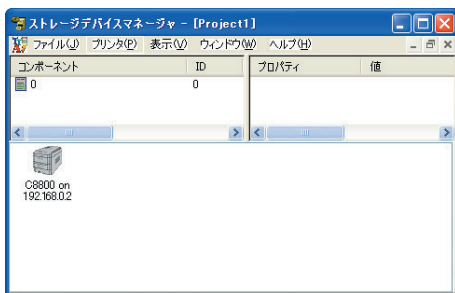 ストレージデバイスマネージャ - [Project1]
ファイル(J) プリンタ(P) 表示(V) ウィンドウ(W) ヘルプ(H)
コンポーネント ID プロパティ 値
0 0
C8800 on
192.168.0.2